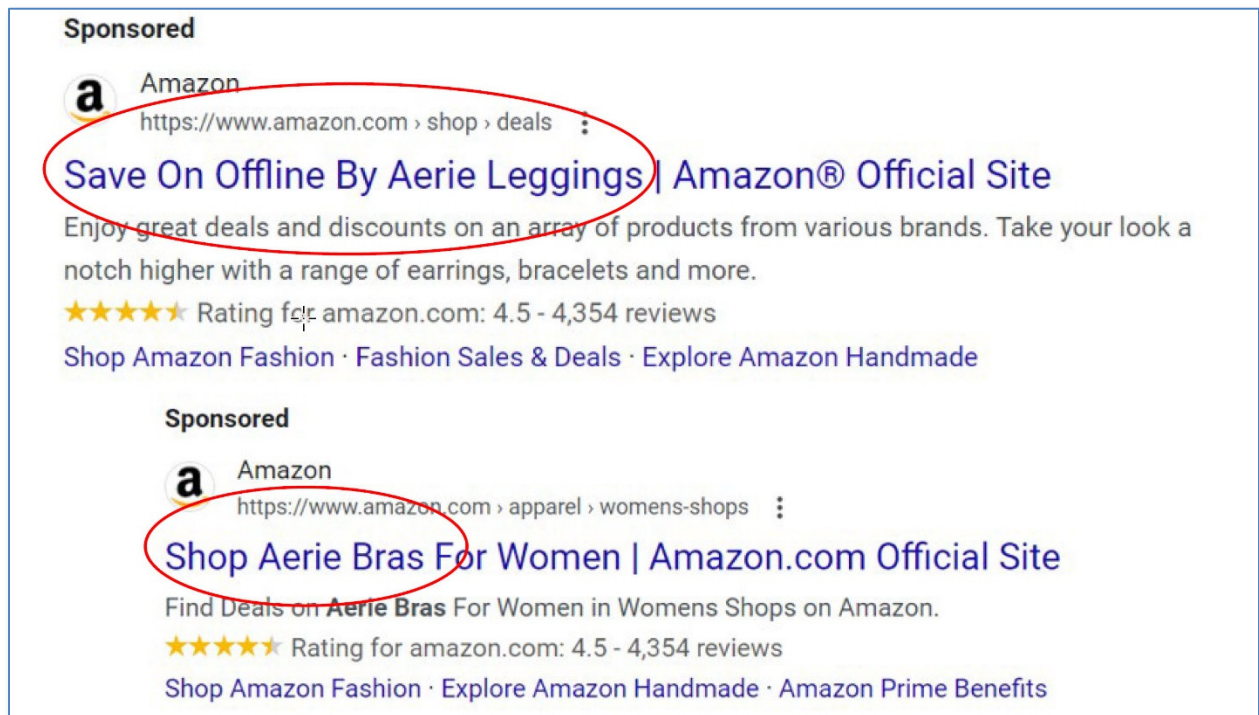 Sponsored
Amazon
https://www.amazon.com › shop › deals
Save On Offline By Aerie Leggings | Amazon® Official Site
Enjoy great deals and discounts on an array of products from various brands. Take your look a
notch higher with a range of earrings, bracelets and more.
Rating for amazon.com: 4.5 - 4,354 reviews
Shop Amazon Fashion · Fashion Sales & Deals · Explore Amazon Handmade
Sponsored
Amazon
https://www.amazon.com › apparel › womens-shops
Shop Aerie Bras For Women | Amazon.com Official Site
Find Deals on Aerie Bras For Women in Womens Shops on Amazon.
Rating for amazon.com: 4.5 - 4,354 reviews
Shop Amazon Fashion · Explore Amazon Handmade · Amazon Prime Benefits